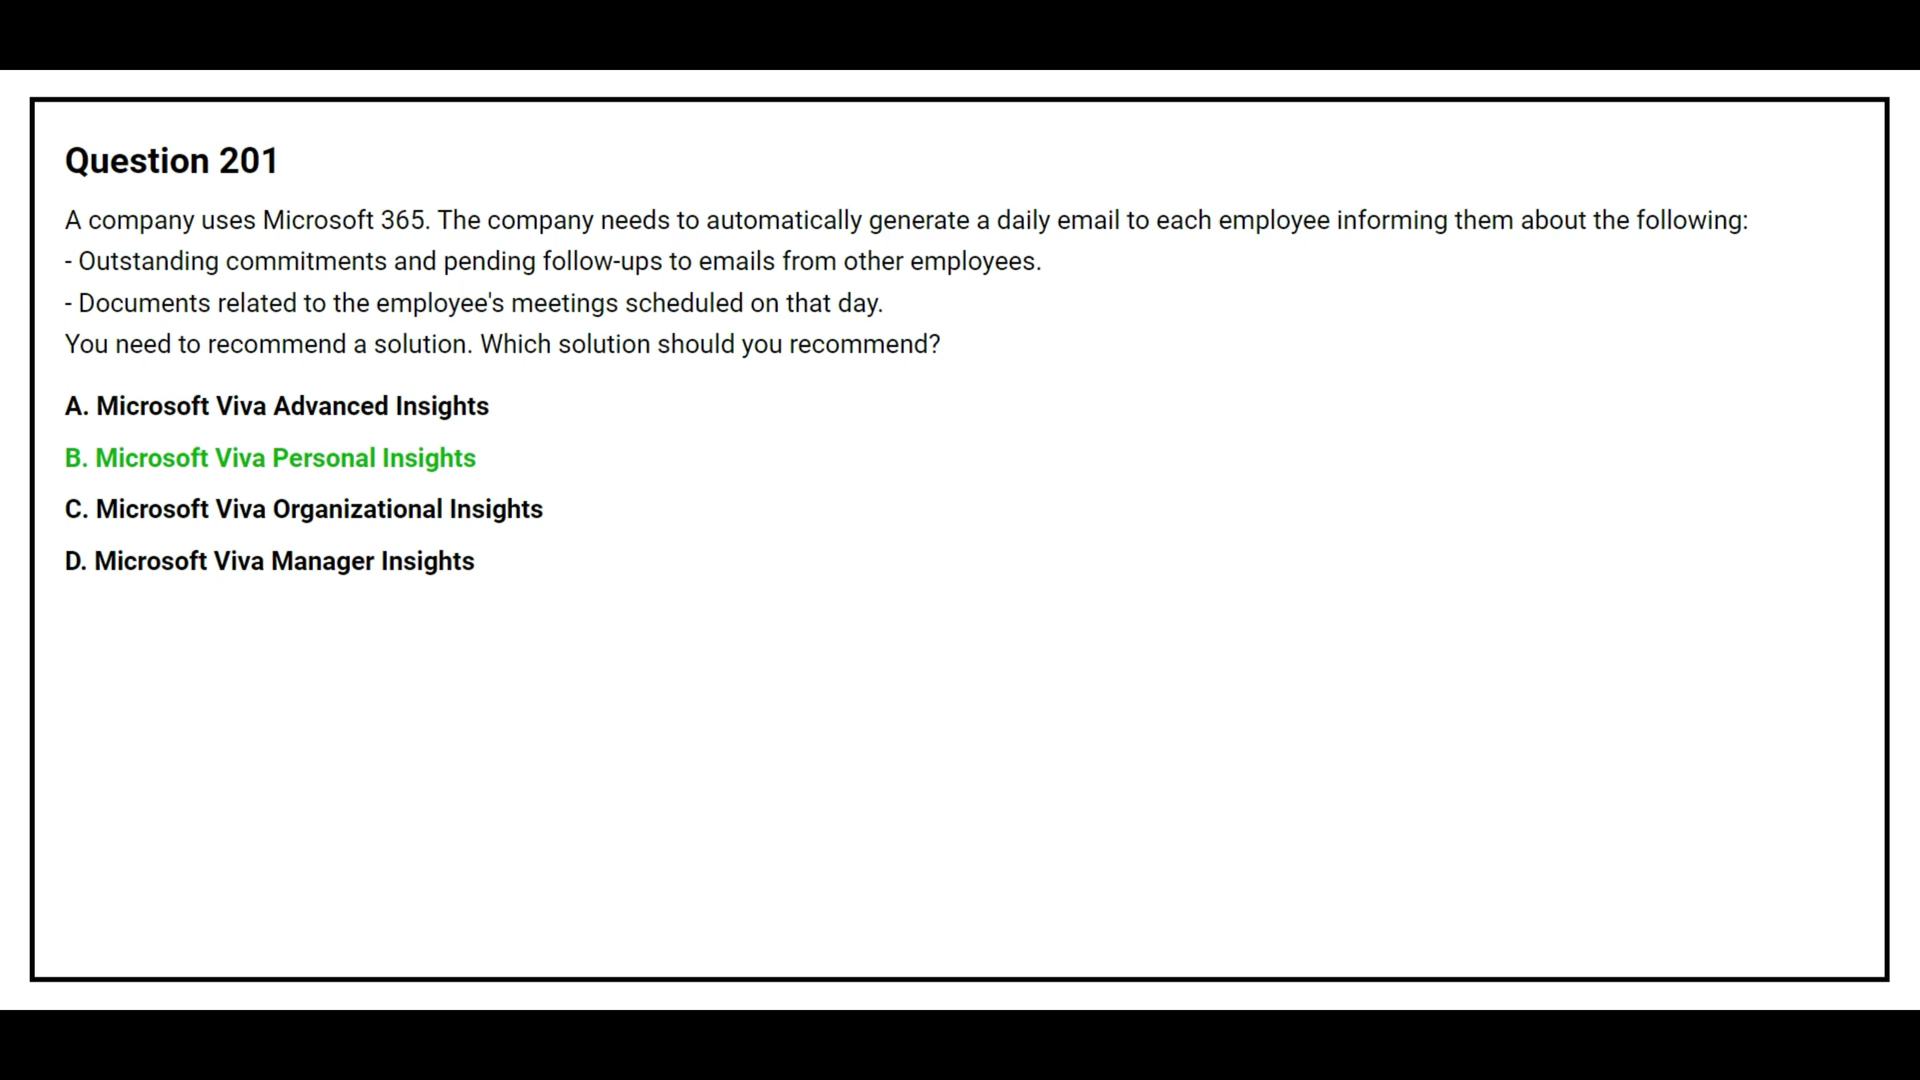 Question 201
A company uses Microsoft 365. The company needs to automatically generate a daily email to each employee informing them about the following:
- Outstanding commitments and pending follow-ups to emails from other employees.
- Documents related to the employee's meetings scheduled on that day.
You need to recommend a solution. Which solution should you recommend?
A. Microsoft Viva Advanced Insights
B. Microsoft Viva Personal Insights
C. Microsoft Viva Organizational Insights
D. Microsoft Viva Manager Insights